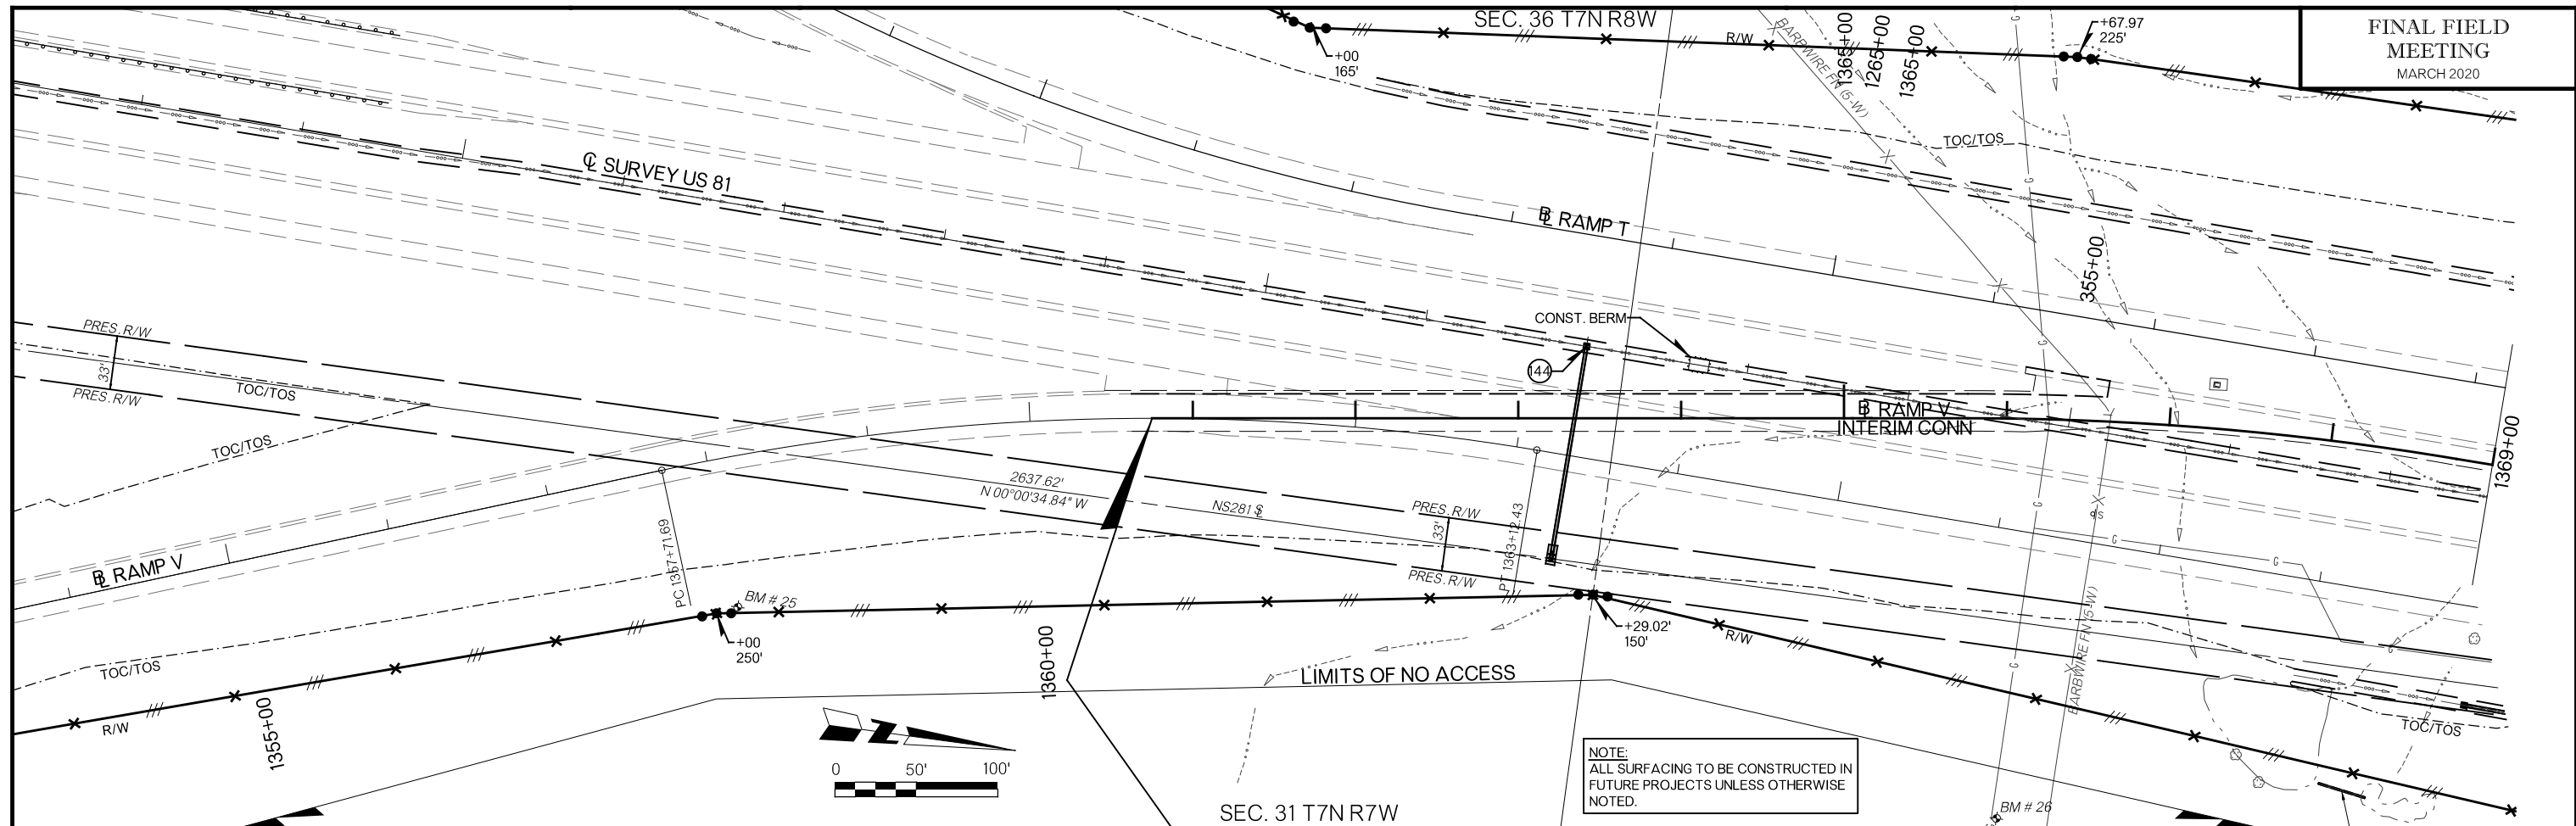 SEC. 36 T7N R8W
FINAL FIELD
MEETING
MARCH 2020
+00
165'
R/W
BARBWIRE FN (5-W)
1365+00
1265+00
1365+00
G
+67.97
225'
TOC/TOS
℄ SURVEY US 81
BL RAMP T
355+00
CONST. BERM
144
PRES. R/W
33'
PRES. R/W
TOC/TOS
TOC/TOS
BL RAMP V
INTERIM CONN
1369+00
2637.62'
N 00°00'34.84" W
NS281 SL
PRES. R/W
33'
PRES. R/W
PT 1363+12.43
PC 1357+71.69
BL RAMP V
BM # 25
+00
250'
1360+00
+29.02'
150'
R/W
BARBWIRE FN (5-W)
TOC/TOS
R/W
1355+00
LIMITS OF NO ACCESS
TOC/TOS
0 50' 100'
NOTE:
ALL SURFACING TO BE CONSTRUCTED IN
FUTURE PROJECTS UNLESS OTHERWISE
NOTED.
SEC. 31 T7N R7W
BM # 26